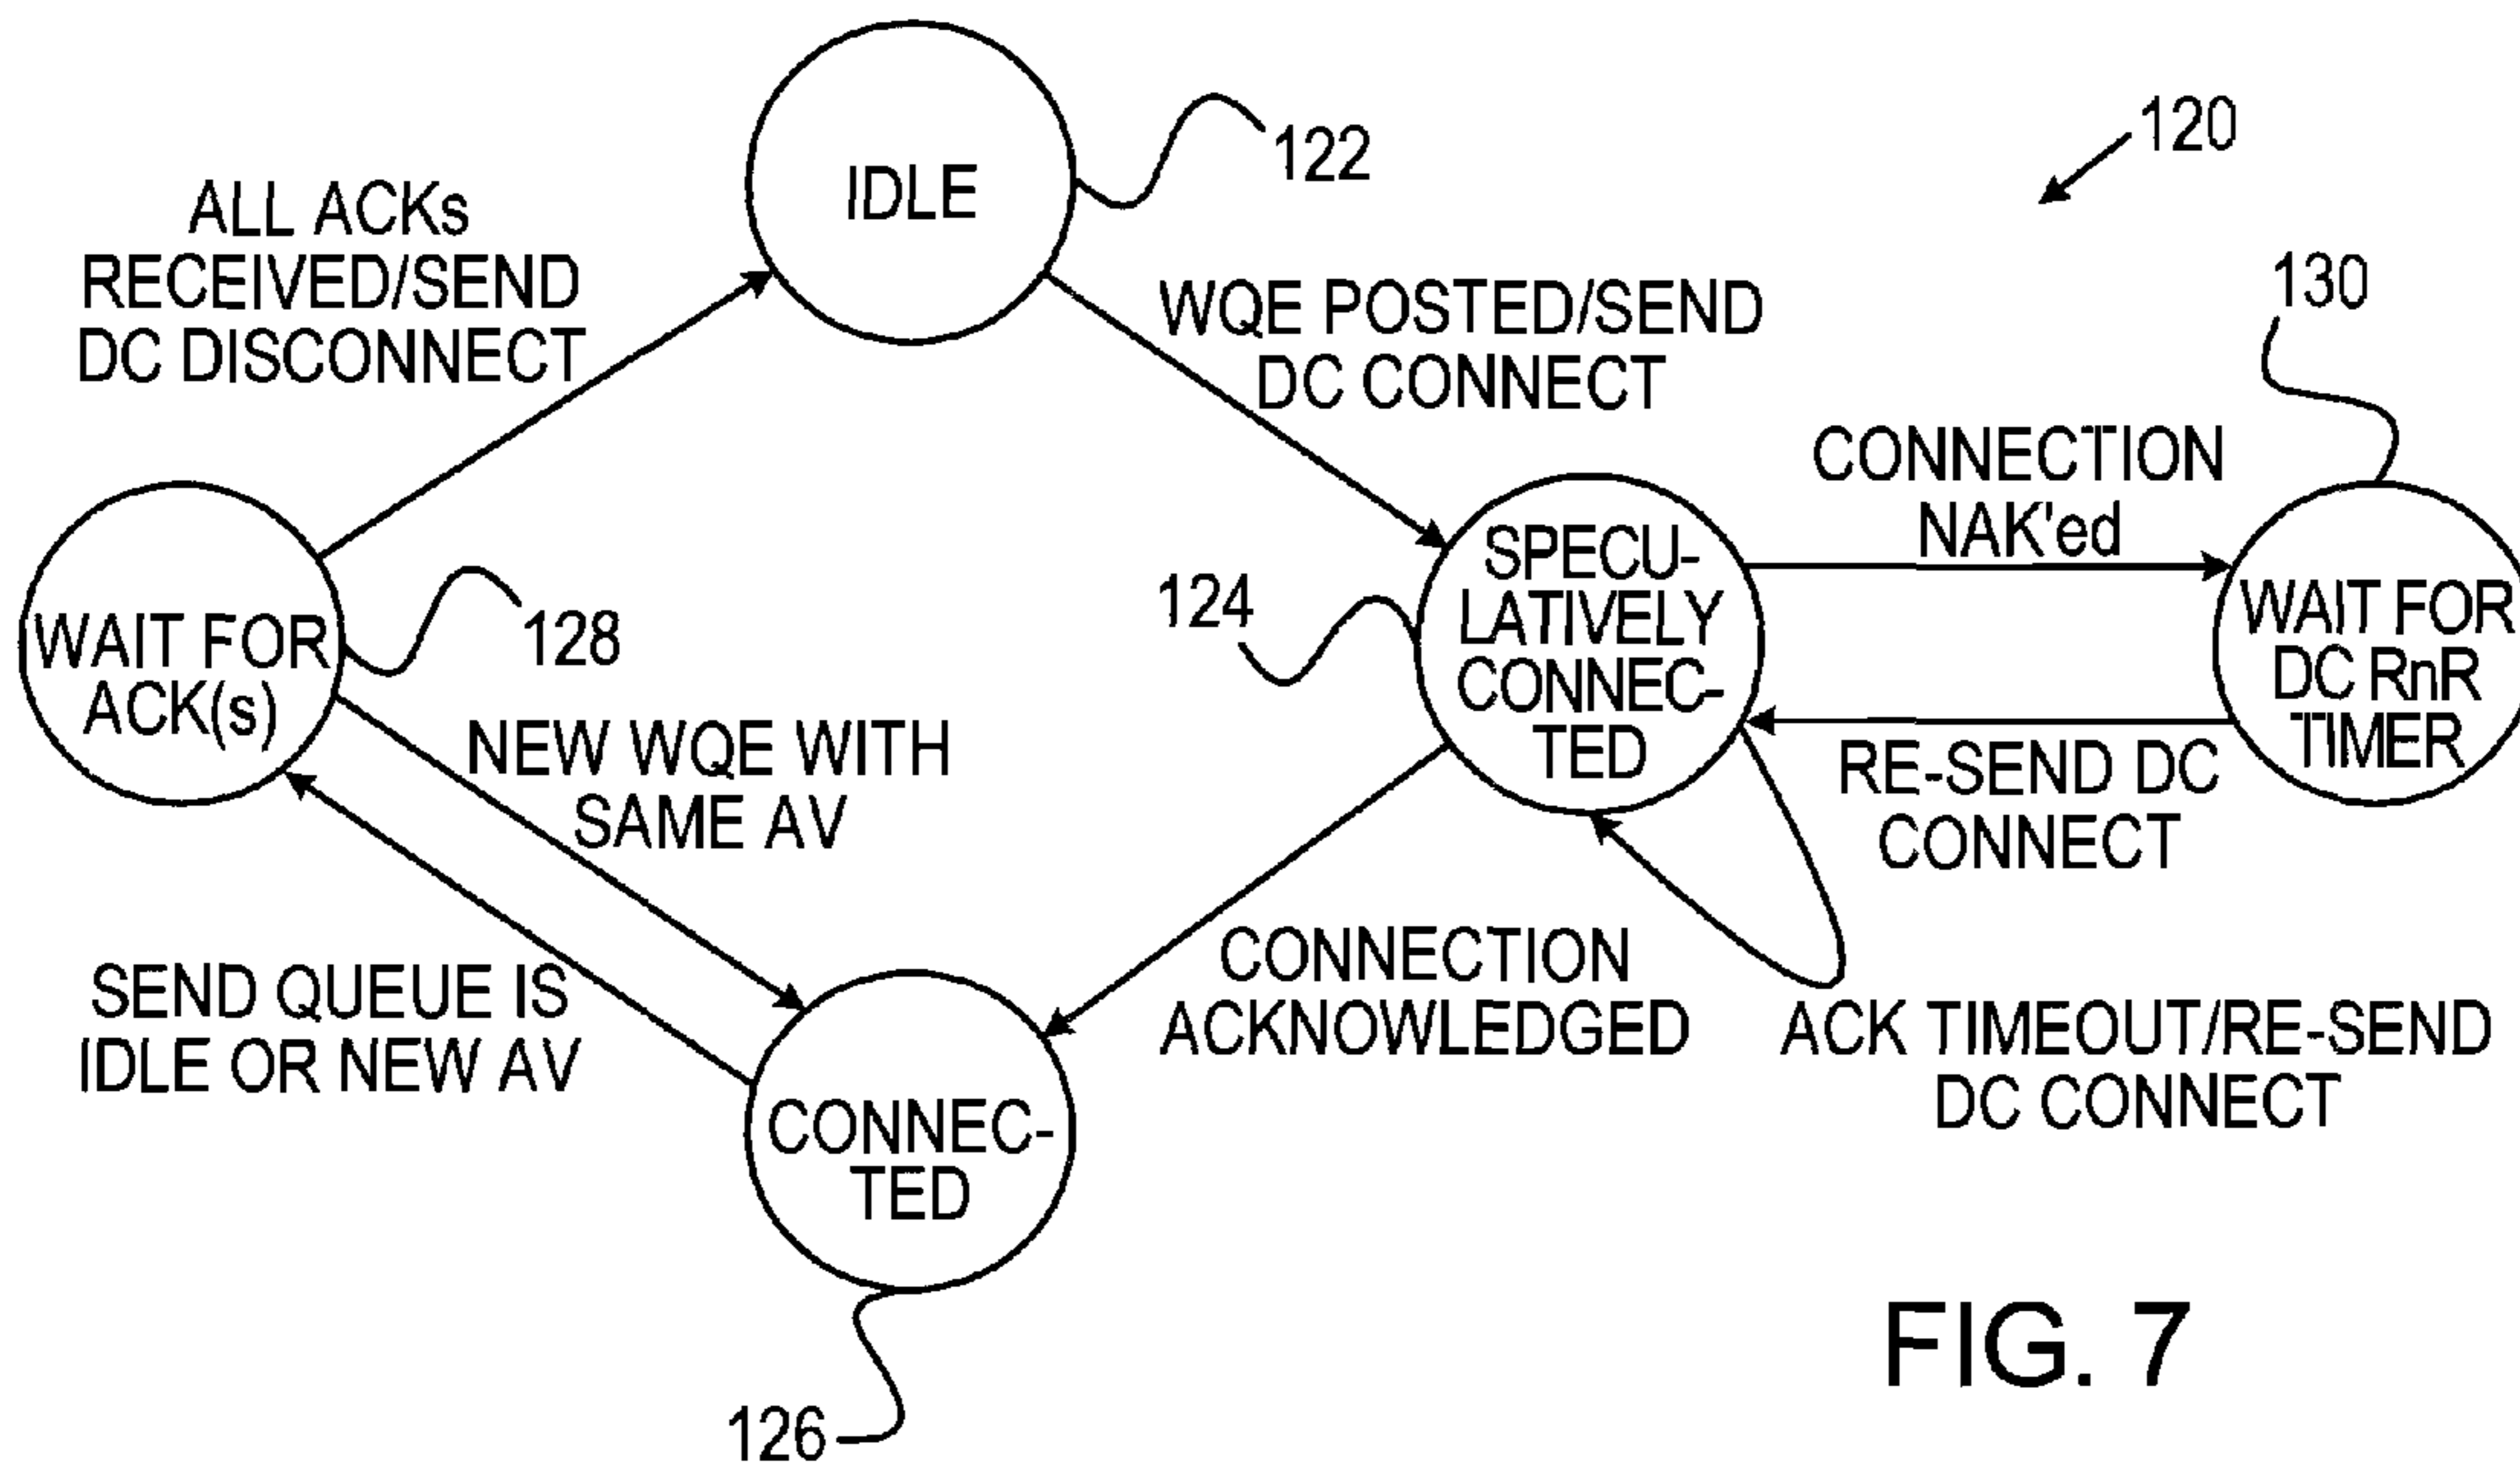 IDLE
122
120
ALL ACKs
RECEIVED/SEND
DC DISCONNECT
WQE POSTED/SEND
DC CONNECT
130
CONNECTION
NAK'ed
SPECU-
LATIVELY
CONNEC-
TED
124
WAIT FOR
DC RnR
TIMER
WAIT FOR
ACK(s)
128
NEW WQE WITH
SAME AV
RE-SEND DC
CONNECT
SEND QUEUE IS
IDLE OR NEW AV
CONNECTION
ACKNOWLEDGED
ACK TIMEOUT/RE-SEND
DC CONNECT
CONNEC-
TED
126
FIG. 7